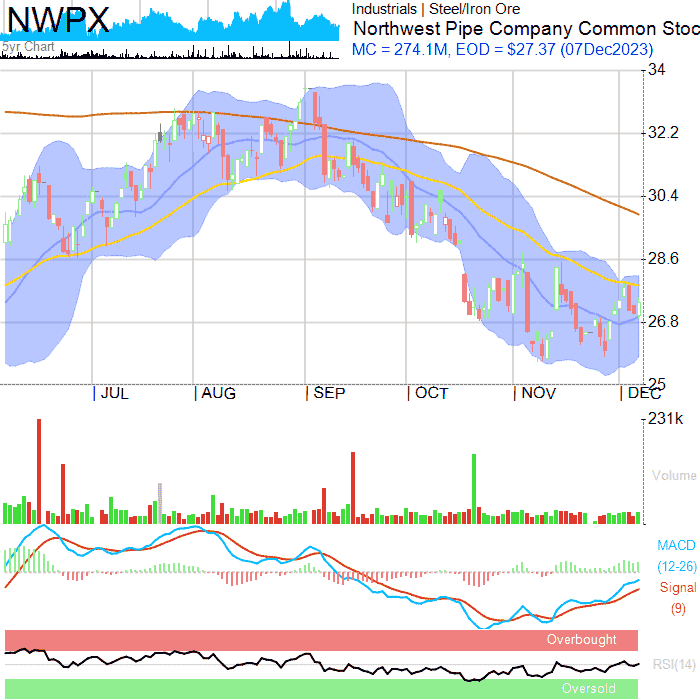 NWPX
5yr Chart
Industrials | Steel/Iron Ore
Northwest Pipe Company Common Stoc
MC = 274.1M, EOD = $27.37 (07Dec2023)
34
32.2
30.4
28.6
26.8
25
JUL
AUG
SEP
OCT
NOV
DEC
231k
Volume
MACD
(12-26)
Signal
(9)
Overbought
RSI(14)
Oversold